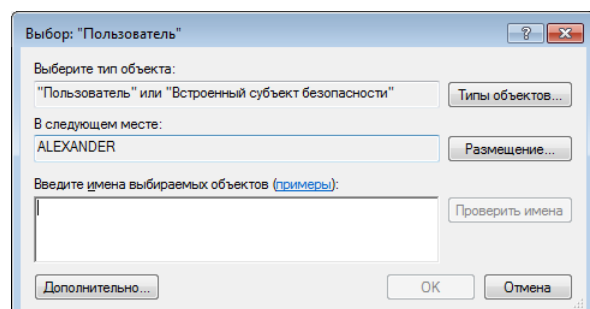 Выбор: "Пользователь"
Выберите тип объекта:
"Пользователь" или "Встроенный субъект безопасности"
Типы объектов...
В следующем месте:
ALEXANDER
Размещение...
Введите имена выбираемых объектов (примеры):
Проверить имена
Дополнительно...
ОК
Отмена